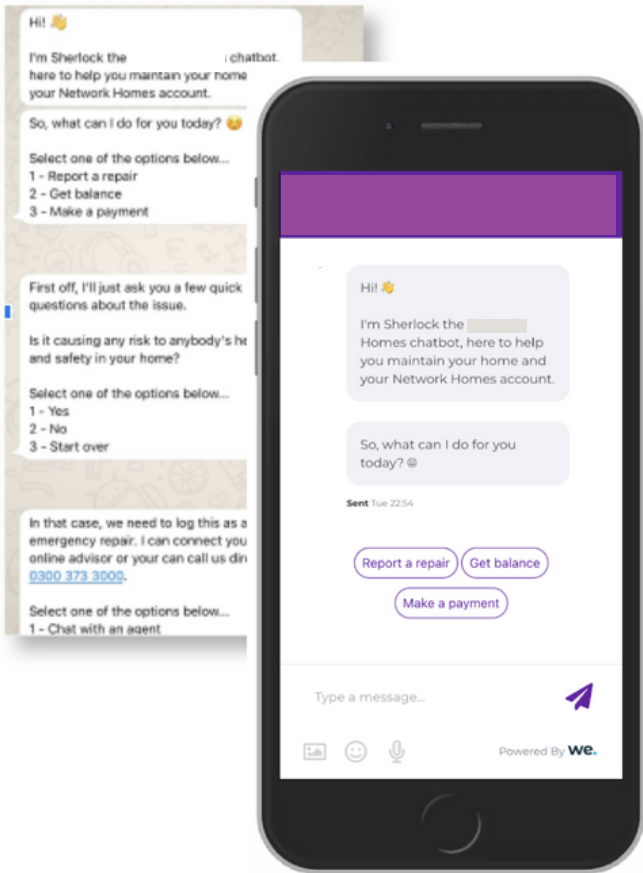 Hi! 👋
I'm Sherlock the chatbot,
here to help you maintain your home
your Network Homes account.
So, what can I do for you today? 😊
Select one of the options below...
1 - Report a repair
2 - Get balance
3 - Make a payment
First off, I'll just ask you a few quick
questions about the issue.
Is it causing any risk to anybody's he
and safety in your home?
Select one of the options below...
1 - Yes
2 - No
3 - Start over
In that case, we need to log this as a
emergency repair. I can connect you
online advisor or your can call us dire
0300 373 3000.
Select one of the options below...
1 - Chat with an agent
Hi! 👋
I'm Sherlock the
Homes chatbot, here to help
you maintain your home and
your Network Homes account.
So, what can I do for you
today? 😊
Sent Tue 22:54
Report a repair
Get balance
Make a payment
Type a message...
Powered By we.